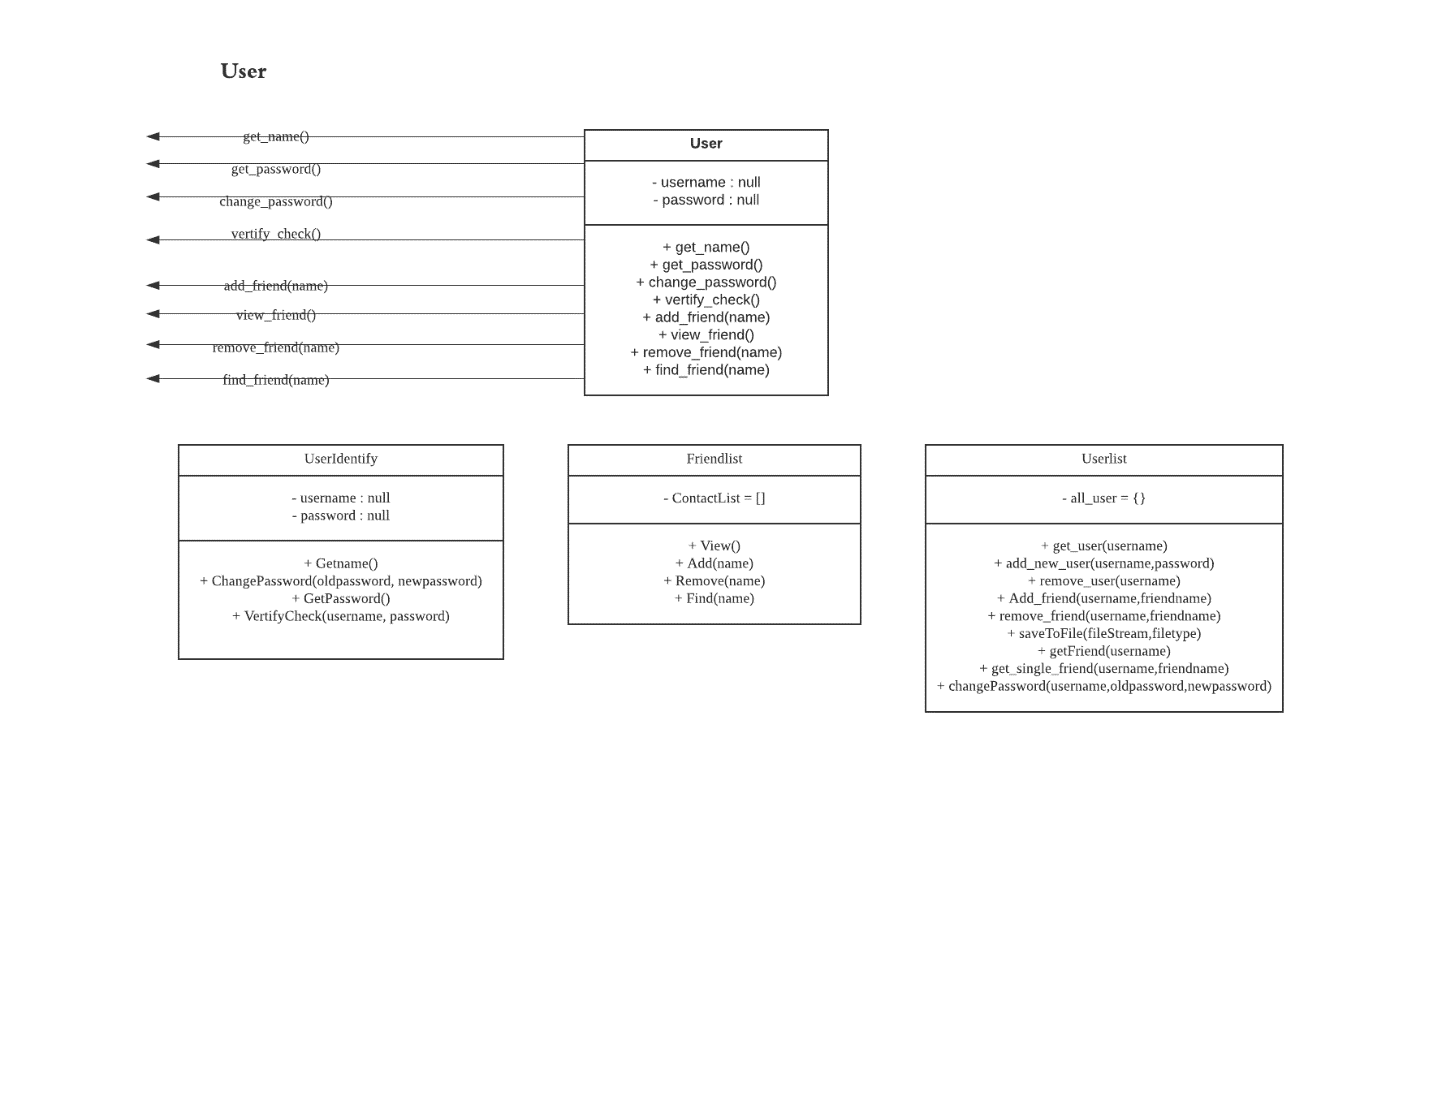 User
get_name()
get_password()
change_password()
vertify_check()
add_friend(name)
view_friend()
remove_friend(name)
find_friend(name)
User
- username : null
- password : null
+ get_name()
+ get_password()
+ change_password()
+ vertify_check()
+ add_friend(name)
+ view_friend()
+ remove_friend(name)
+ find_friend(name)
UserIdentify
- username : null
- password : null
+ Getname()
+ ChangePassword(oldpassword, newpassword)
+ GetPassword()
+ VertifyCheck(username, password)
Friendlist
- ContactList = []
+ View()
+ Add(name)
+ Remove(name)
+ Find(name)
Userlist
- all_user = {}
+ get_user(username)
+ add_new_user(username,password)
+ remove_user(username)
+ Add_friend(username,friendname)
+ remove_friend(username,friendname)
+ saveToFile(fileStream,filetype)
+ getFriend(username)
+ get_single_friend(username,friendname)
+ changePassword(username,oldpassword,newpassword)